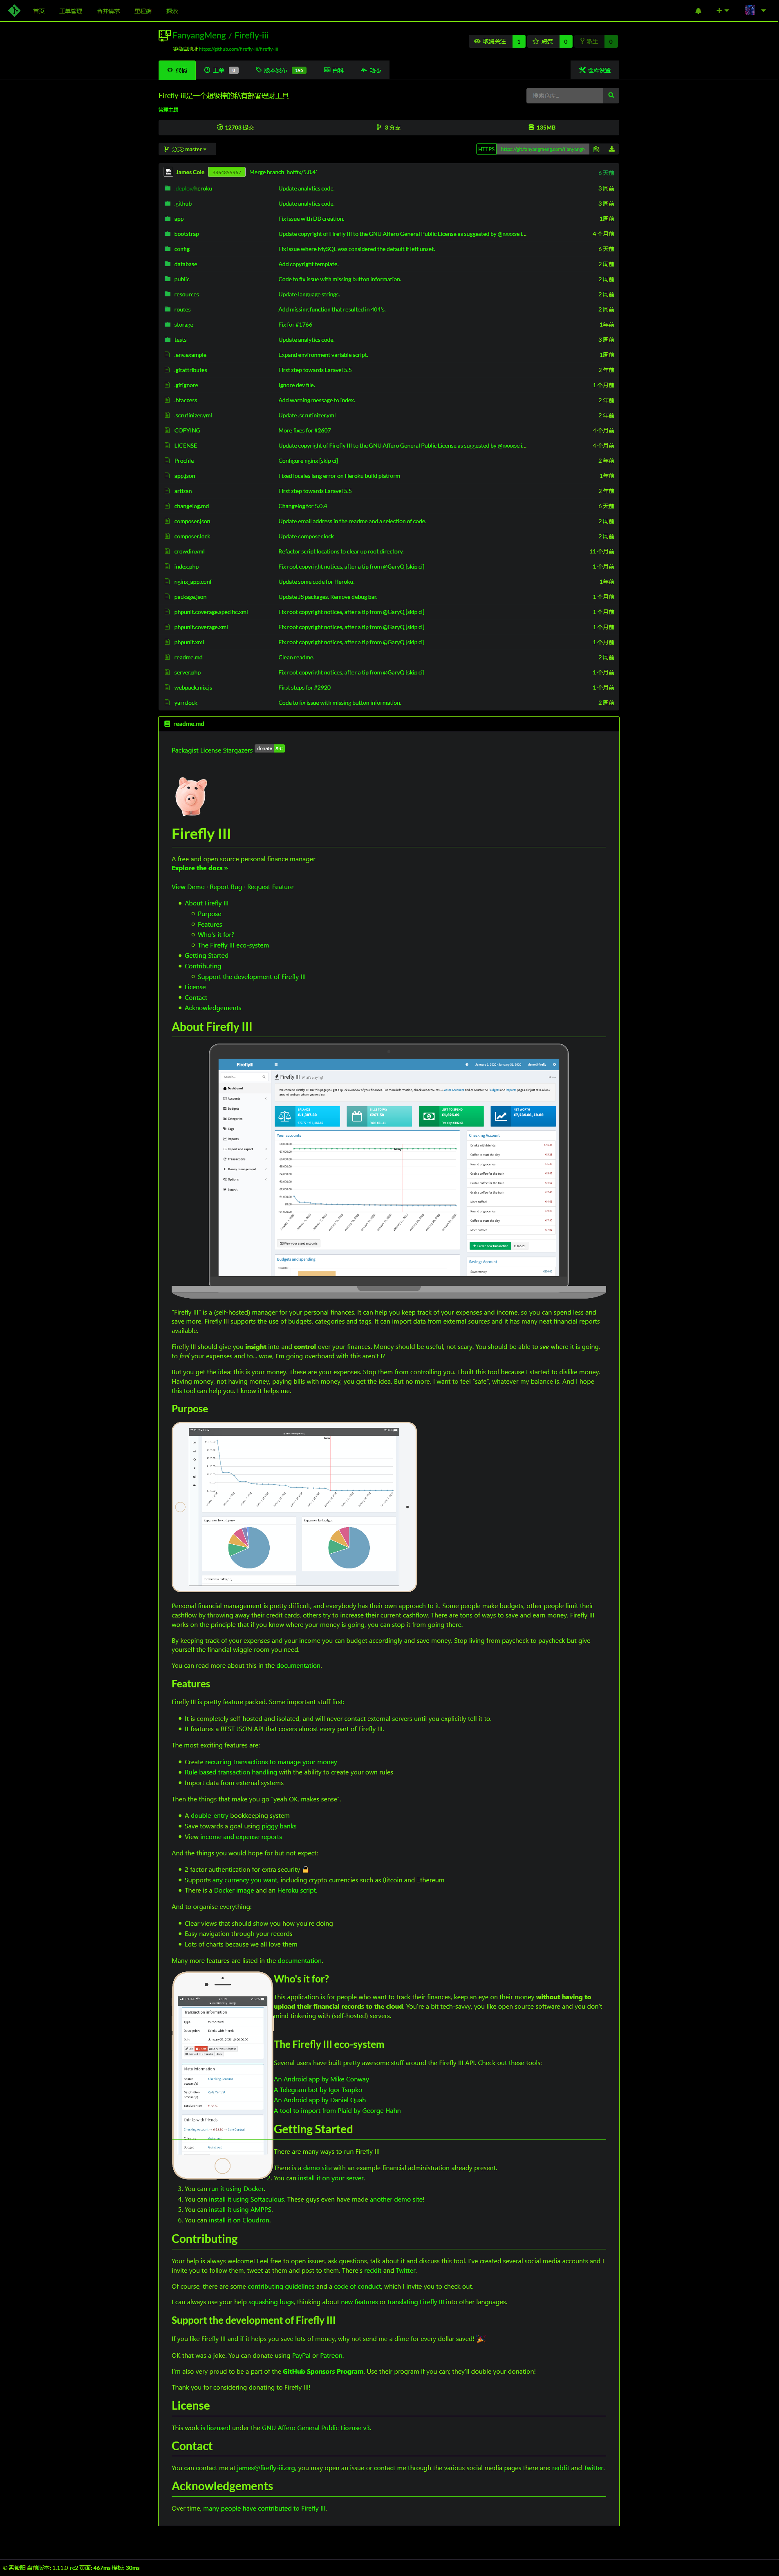 首页 工单管理 合并请求 里程碑 探索
FanyangMeng / Firefly-iii
镜像自地址 https://github.com/firefly-iii/firefly-iii
取消关注 1 点赞 0 派生 0
代码 工单 0 版本发布 195 百科 动态 仓库设置
Firefly-iii是一个超级棒的私有部署理财工具
搜索仓库...
管理主题
12703 提交 3 分支 135MB
分支: master HTTPS
James Cole Merge branch 'hotfix/5.0.4' 6 天前
.deploy/heroku Update analytics code. 3 周前
.github Update analytics code. 3 周前
app Fix issue with DB creation. 1周前
bootstrap Update copyright of Firefly III to the GNU Affero General Public License as suggested by @rooose i... 4 个月前
config Fix issue where MySQL was considered the default if left unset. 6 天前
database Add copyright template. 2 周前
public Code to fix issue with missing button information. 2 周前
resources Update language strings. 2 周前
routes Add missing function that resulted in 404's. 2 周前
storage Fix for #1766 1年前
tests Update analytics code. 3 周前
.env.example Expand environment variable script. 1周前
.gitattributes First step towards Laravel 5.5 2 年前
.gitignore Ignore dev file. 1 个月前
.htaccess Add warning message to index. 2 年前
.scrutinizer.yml Update .scrutinizer.yml 2 年前
COPYING More fixes for #2607 4 个月前
LICENSE Update copyright of Firefly III to the GNU Affero General Public License as suggested by @rooose i... 4 个月前
Procfile Configure nginx [skip ci] 2 年前
app.json Fixed locales lang error on Heroku build platform 1年前
artisan First step towards Laravel 5.5 2 年前
changelog.md Changelog for 5.0.4 6 天前
composer.json Update email address in the readme and a selection of code. 2 周前
composer.lock Update composer.lock 2 周前
crowdin.yml Refactor script locations to clear up root directory. 11 个月前
index.php Fix root copyright notices, after a tip from @GaryQ [skip ci] 1 个月前
nginx_app.conf Update some code for Heroku. 1年前
package.json Update JS packages. Remove debug bar. 1 个月前
phpunit.coverage.specific.xml Fix root copyright notices, after a tip from @GaryQ [skip ci] 1 个月前
phpunit.coverage.xml Fix root copyright notices, after a tip from @GaryQ [skip ci] 1 个月前
phpunit.xml Fix root copyright notices, after a tip from @GaryQ [skip ci] 1 个月前
readme.md Clean readme. 2 周前
server.php Fix root copyright notices, after a tip from @GaryQ [skip ci] 1 个月前
webpack.mix.js First steps for #2920 1 个月前
yarn.lock Code to fix issue with missing button information. 2 周前
readme.md
Packagist License Stargazers donate
Firefly III
A free and open source personal finance manager
Explore the docs »
View Demo · Report Bug · Request Feature
About Firefly III
Purpose
Features
Who's it for?
The Firefly III eco-system
Getting Started
Contributing
Support the development of Firefly III
License
Contact
Acknowledgements
About Firefly III
"Firefly III" is a (self-hosted) manager for your personal finances. It can help you keep track of your expenses and income, so you can spend less and
save more. Firefly III supports the use of budgets, categories and tags. It can import data from external sources and it has many neat financial reports
available.
Firefly III should give you insight into and control over your finances. Money should be useful, not scary. You should be able to see where it is going,
to feel your expenses and to... wow, I'm going overboard with this aren't I?
But you get the idea: this is your money. These are your expenses. Stop them from controlling you. I built this tool because I started to dislike money.
Having money, not having money, paying bills with money, you get the idea. But no more. I want to feel "safe", whatever my balance is. And I hope
this tool can help you. I know it helps me.
Purpose
Personal financial management is pretty difficult, and everybody has their own approach to it. Some people make budgets, other people limit their
cashflow by throwing away their credit cards, others try to increase their current cashflow. There are tons of ways to save and earn money. Firefly III
works on the principle that if you know where your money is going, you can stop it from going there.
By keeping track of your expenses and your income you can budget accordingly and save money. Stop living from paycheck to paycheck but give
yourself the financial wiggle room you need.
You can read more about this in the documentation.
Features
Firefly III is pretty feature packed. Some important stuff first:
It is completely self-hosted and isolated, and will never contact external servers until you explicitly tell it to.
It features a REST JSON API that covers almost every part of Firefly III.
The most exciting features are:
Create recurring transactions to manage your money
Rule based transaction handling with the ability to create your own rules
Import data from external systems
Then the things that make you go "yeah OK, makes sense".
A double-entry bookkeeping system
Save towards a goal using piggy banks
View income and expense reports
And the things you would hope for but not expect:
2 factor authentication for extra security 🔒
Supports any currency you want, including crypto currencies such as ₿itcoin and Ξthereum
There is a Docker image and an Heroku script.
And to organise everything:
Clear views that should show you how you're doing
Easy navigation through your records
Lots of charts because we all love them
Many more features are listed in the documentation.
Who's it for?
This application is for people who want to track their finances, keep an eye on their money without having to
upload their financial records to the cloud. You're a bit tech-savvy, you like open source software and you don't
mind tinkering with (self-hosted) servers.
The Firefly III eco-system
Several users have built pretty awesome stuff around the Firefly III API. Check out these tools:
An Android app by Mike Conway
A Telegram bot by Igor Tsupko
An Android app by Daniel Quah
A tool to import from Plaid by George Hahn
Getting Started
There are many ways to run Firefly III
There is a demo site with an example financial administration already present.
2. You can install it on your server.
3. You can run it using Docker.
4. You can install it using Softaculous. These guys even have made another demo site!
5. You can install it using AMPPS.
6. You can install it on Cloudron.
Contributing
Your help is always welcome! Feel free to open issues, ask questions, talk about it and discuss this tool. I've created several social media accounts and I
invite you to follow them, tweet at them and post to them. There's reddit and Twitter.
Of course, there are some contributing guidelines and a code of conduct, which I invite you to check out.
I can always use your help squashing bugs, thinking about new features or translating Firefly III into other languages.
Support the development of Firefly III
If you like Firefly III and if it helps you save lots of money, why not send me a dime for every dollar saved! 🎉
OK that was a joke. You can donate using PayPal or Patreon.
I'm also very proud to be a part of the GitHub Sponsors Program. Use their program if you can; they'll double your donation!
Thank you for considering donating to Firefly III!
License
This work is licensed under the GNU Affero General Public License v3.
Contact
You can contact me at james@firefly-iii.org, you may open an issue or contact me through the various social media pages there are: reddit and Twitter.
Acknowledgements
Over time, many people have contributed to Firefly III.
© 孟繁阳 当前版本: 1.11.0-rc2 页面: 467ms 模板: 30ms